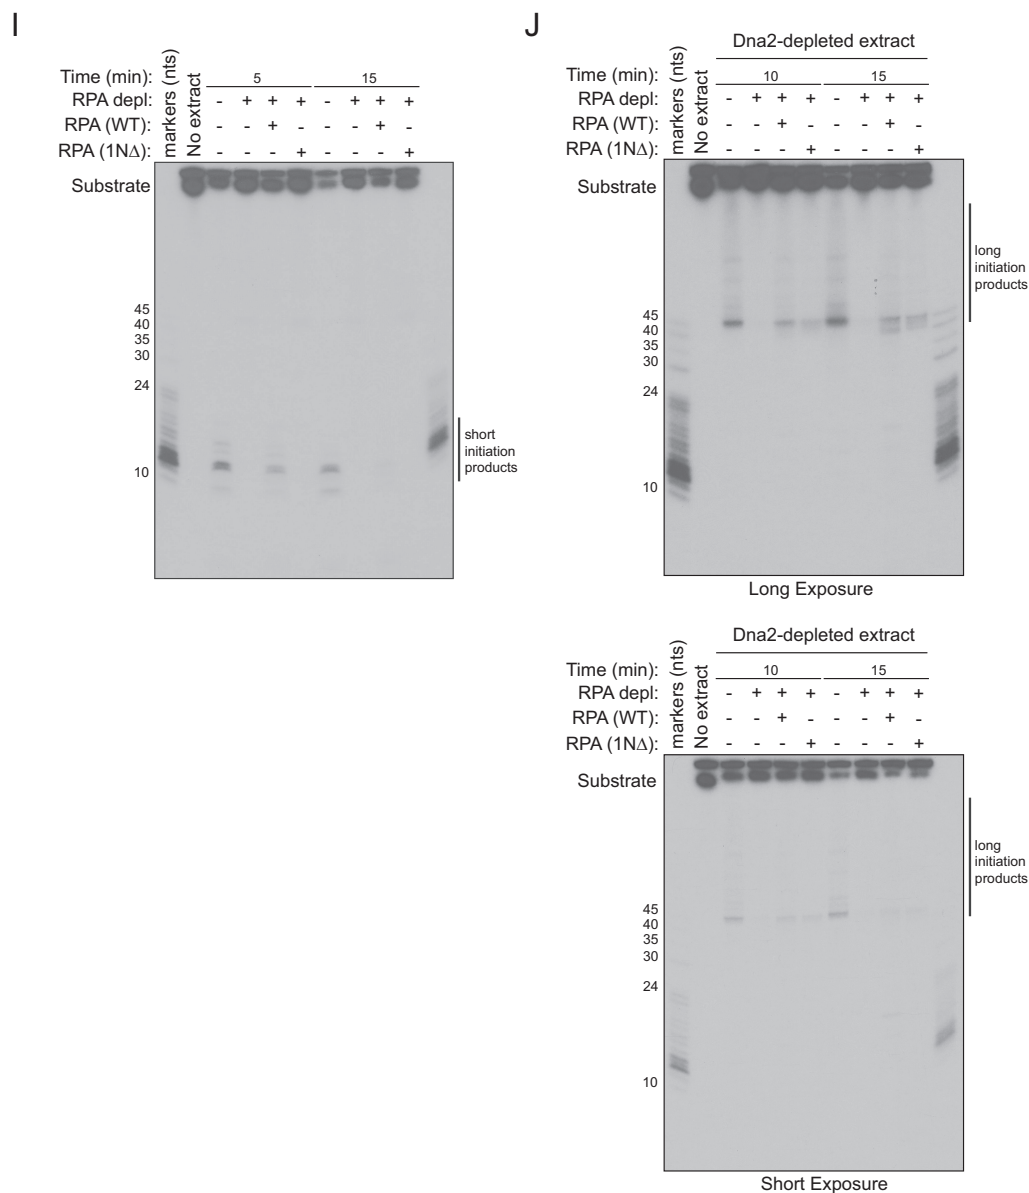 I
markers (nts)
No extract
Time (min): 5 15
RPA depl: - + + + - + + +
RPA (WT): - - + - - - + -
RPA (1NΔ): - - - + - - - +
Substrate
45
40
35
30
24
10
short
initiation
products
J
Dna2-depleted extract
markers (nts)
No extract
Time (min): 10 15
RPA depl: - + + + - + + +
RPA (WT): - - + - - - + -
RPA (1NΔ): - - - + - - - +
Substrate
long
initiation
products
45
40
35
30
24
10
Long Exposure
Dna2-depleted extract
markers (nts)
No extract
Time (min): 10 15
RPA depl: - + + + - + + +
RPA (WT): - - + - - - + -
RPA (1NΔ): - - - + - - - +
Substrate
long
initiation
products
45
40
35
30
24
10
Short Exposure